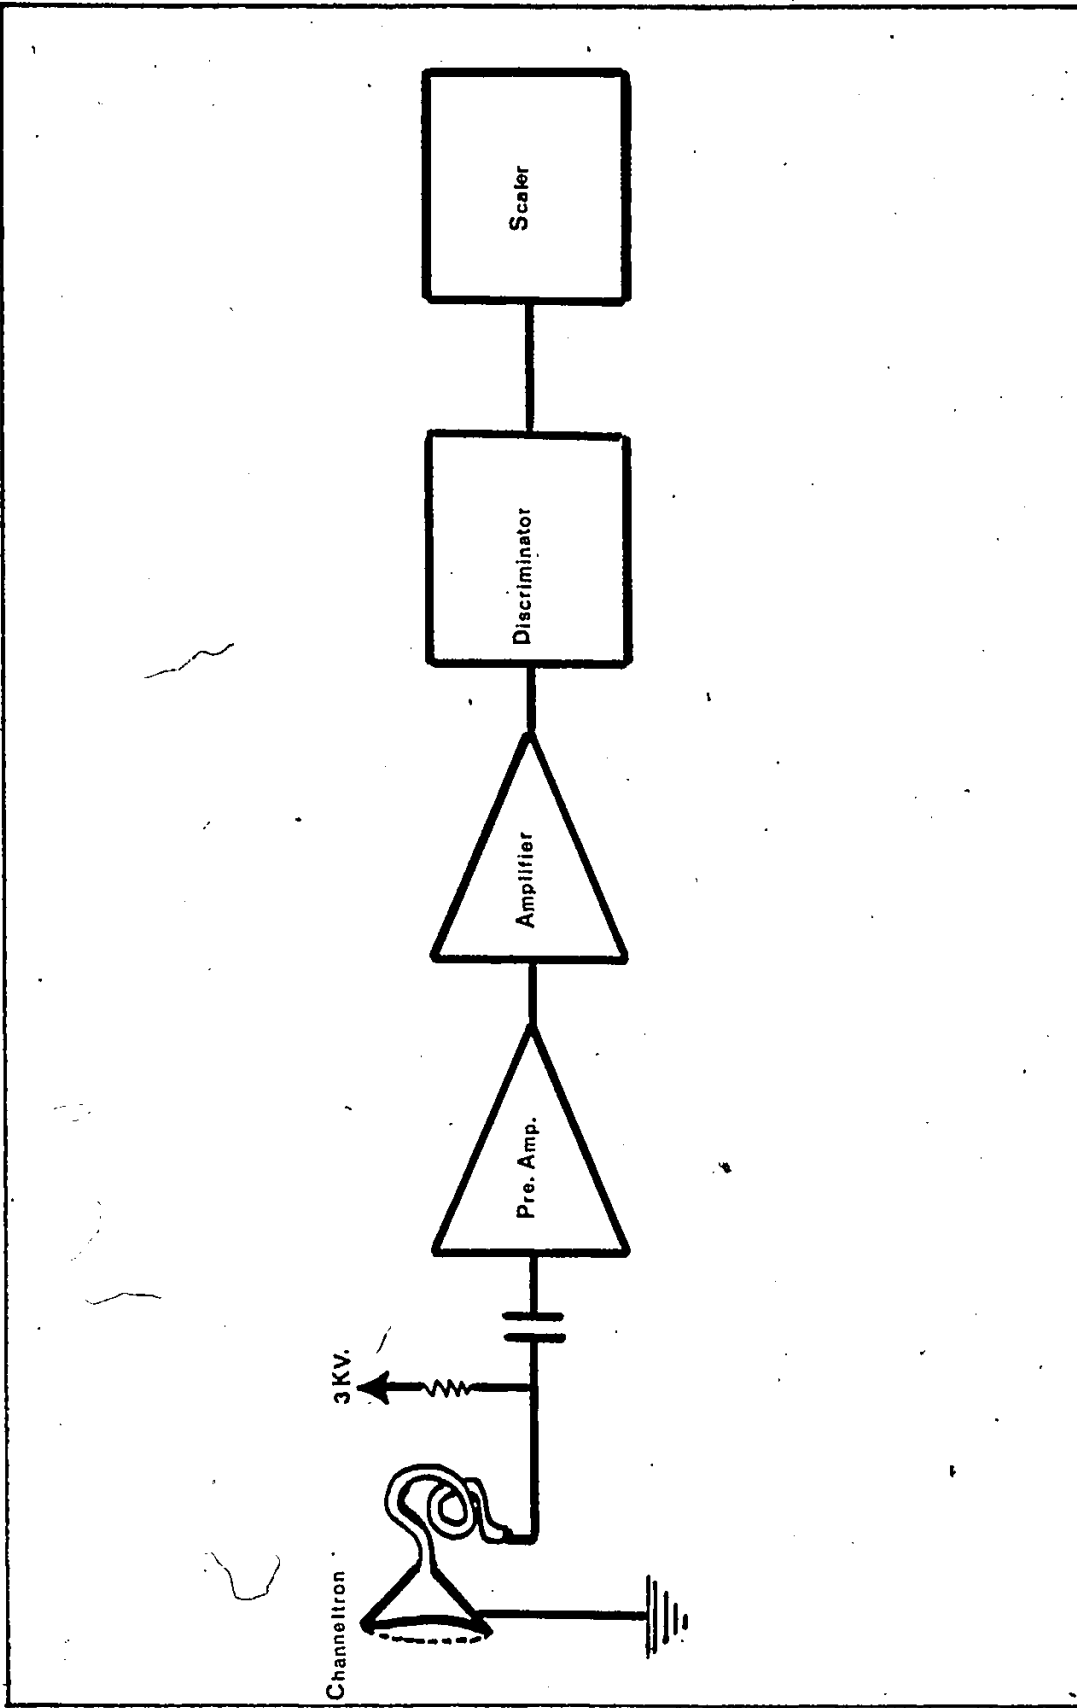 Channeltron
3 KV.
Pre. Amp.
Amplifier
Discriminator
Scaler